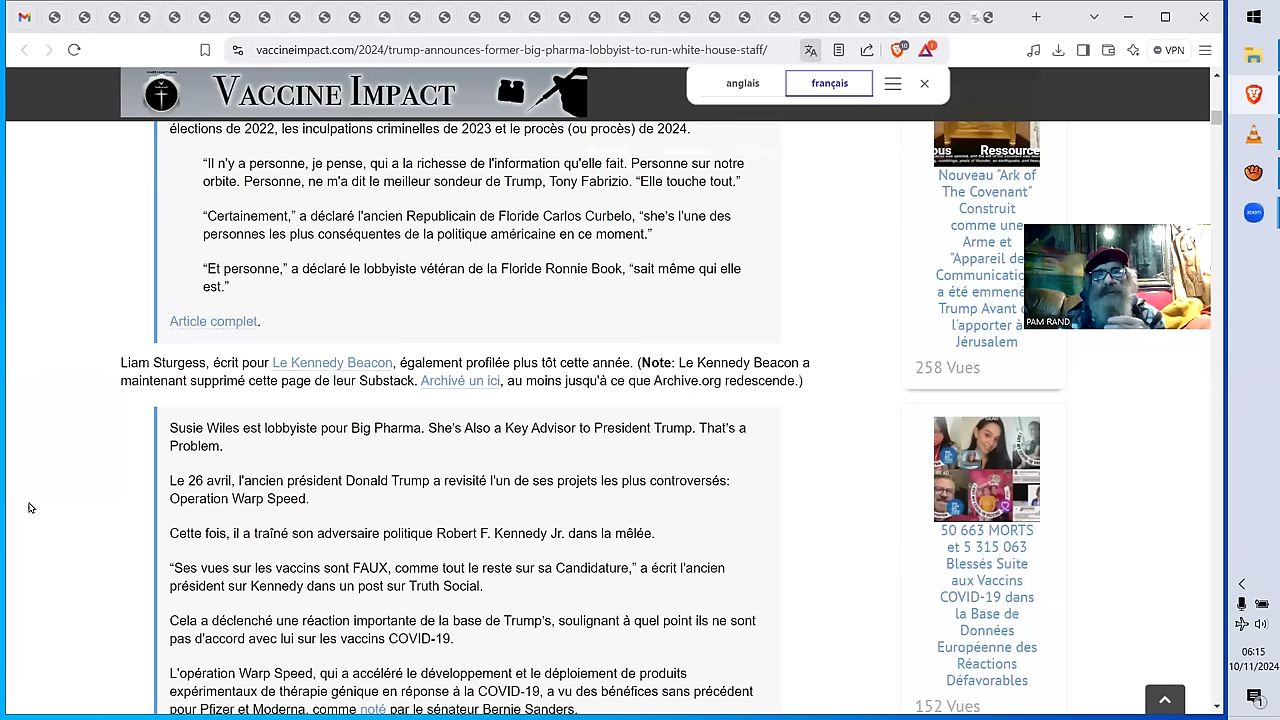 vaccineimpact.com/2024/trump-announces-former-big-pharma-lobbyist-to-run-white-house-staff/
10
1
VPN
VACCINE IMPACT
anglais
français
élections de 2022, les inculpations criminelles de 2023 et le procès (ou procès) de 2024.
“Il n'y a personne, je pense, qui a la richesse de l'information qu'elle fait. Personne sur notre
orbite. Personne,” m'a dit le meilleur sondeur de Trump, Tony Fabrizio. “Elle touche tout.”
“Certainement,” a déclaré l'ancien Republicain de Floride Carlos Curbelo, “she's l'une des
personnes les plus conséquentes de la politique americaine en ce moment.”
“Et personne,” a déclaré le lobbyiste vétéran de la Floride Ronnie Book, “sait même qui elle
est.”
Article complet.
Liam Sturgess, écrit pour Le Kennedy Beacon, également profilée plus tôt cette année. (Note: Le Kennedy Beacon a
maintenant supprimé cette page de leur Substack. Archivé un ici, au moins jusqu'à ce que Archive.org redescende.)
Susie Wiles est lobbyiste pour Big Pharma. She's Also a Key Advisor to President Trump. That's a
Problem.
Le 26 avril, l'ancien président Donald Trump a revisité l'un de ses projets les plus controversés:
Operation Warp Speed.
Cette fois, il a jeté l'adversaire politique Robert F. Kennedy Jr. dans la mêlée.
“Ses vues sur les vaccins sont FAUX, comme tout le reste sur sa Candidature,” a écrit l'ancien
président sur Kennedy dans un post sur Truth Social.
Cela a déclenché une réaction importante de la base de Trump's, soulignant à quel point ils ne sont
pas d'accord avec lui sur les vaccins COVID-19.
L'opération Warp Speed, qui a accéléré le développement et le déploiement de produits
expérimentaux de thérapie génique en réponse à la COVID-19, a vu des bénéfices sans précédent
pour Pfizer et Moderna, comme noté par le sénateur Bernie Sanders.
ous Ressource
Nouveau "Ark of
The Covenant"
Construit
comme une
Arme et
"Appareil de
Communicatio
a été emmené
Trump Avant
l'apporter à
Jérusalem
258 Vues
PAM RAND
50 663 MORTS
et 5 315 063
Blessés Suite
aux Vaccins
COVID-19 dans
la Base de
Données
Européenne des
Réactions
Défavorables
152 Vues
zoom
06:15
10/11/2024
1